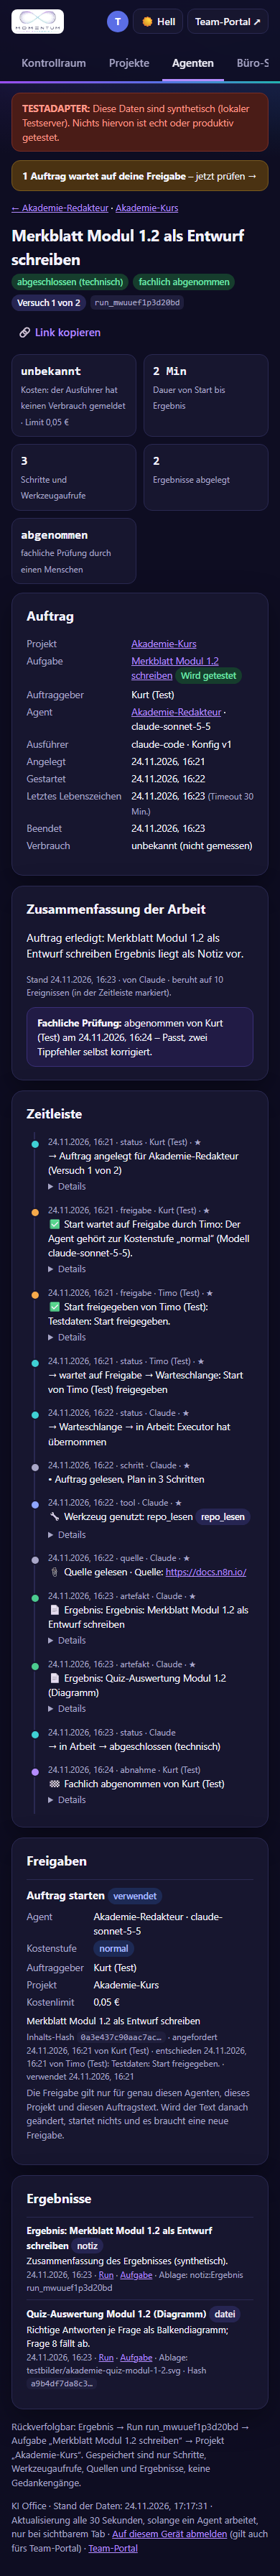 MOMENTUM
T
Hell
Team-Portal ↗
Kontrollraum
Projekte
Agenten
Büro-S
TESTADAPTER: Diese Daten sind synthetisch (lokaler
Testserver). Nichts hiervon ist echt oder produktiv
getestet.
1 Auftrag wartet auf deine Freigabe – jetzt prüfen →
← Akademie-Redakteur · Akademie-Kurs
Merkblatt Modul 1.2 als Entwurf
schreiben
abgeschlossen (technisch)
fachlich abgenommen
Versuch 1 von 2
run_mwuuef1p3d20bd
Link kopieren
unbekannt
Kosten: der Ausführer hat
keinen Verbrauch gemeldet
· Limit 0,05 €
2 Min
Dauer von Start bis
Ergebnis
3
Schritte und
Werkzeugaufrufe
2
Ergebnisse abgelegt
abgenommen
fachliche Prüfung durch
einen Menschen
Auftrag
Projekt Akademie-Kurs
Aufgabe Merkblatt Modul 1.2
schreiben Wird getestet
Auftraggeber Kurt (Test)
Agent Akademie-Redakteur ·
claude-sonnet-5-5
Ausführer claude-code · Konfig v1
Angelegt 24.11.2026, 16:21
Gestartet 24.11.2026, 16:22
Letztes Lebenszeichen 24.11.2026, 16:23 (Timeout 30
Min.)
Beendet 24.11.2026, 16:23
Verbrauch unbekannt (nicht gemessen)
Zusammenfassung der Arbeit
Auftrag erledigt: Merkblatt Modul 1.2 als
Entwurf schreiben Ergebnis liegt als Notiz vor.
Stand 24.11.2026, 16:23 · von Claude · beruht auf 10
Ereignissen (in der Zeitleiste markiert).
Fachliche Prüfung: abgenommen von Kurt
(Test) am 24.11.2026, 16:24 – Passt, zwei
Tippfehler selbst korrigiert.
Zeitleiste
24.11.2026, 16:21 · status · Kurt (Test) · ★
→ Auftrag angelegt für Akademie-Redakteur
(Versuch 1 von 2)
▸ Details
24.11.2026, 16:21 · freigabe · Kurt (Test) · ★
✅ Start wartet auf Freigabe durch Timo: Der
Agent gehört zur Kostenstufe „normal“ (Modell
claude-sonnet-5-5).
▸ Details
24.11.2026, 16:21 · freigabe · Timo (Test) · ★
✅ Start freigegeben von Timo (Test):
Testdaten: Start freigegeben.
▸ Details
24.11.2026, 16:21 · status · Timo (Test) · ★
→ wartet auf Freigabe → Warteschlange: Start
von Timo (Test) freigegeben
24.11.2026, 16:22 · status · Claude · ★
→ Warteschlange → in Arbeit: Executor hat
übernommen
24.11.2026, 16:22 · schritt · Claude · ★
• Auftrag gelesen, Plan in 3 Schritten
24.11.2026, 16:22 · tool · Claude · ★
Werkzeug genutzt: repo_lesen repo_lesen
▸ Details
24.11.2026, 16:22 · quelle · Claude · ★
Quelle gelesen · Quelle: https://docs.n8n.io/
24.11.2026, 16:23 · artefakt · Claude · ★
Ergebnis: Ergebnis: Merkblatt Modul 1.2 als
Entwurf schreiben
▸ Details
24.11.2026, 16:23 · artefakt · Claude · ★
Ergebnis: Quiz-Auswertung Modul 1.2
(Diagramm)
▸ Details
24.11.2026, 16:23 · status · Claude
→ in Arbeit → abgeschlossen (technisch)
24.11.2026, 16:24 · abnahme · Kurt (Test)
Fachlich abgenommen von Kurt (Test)
▸ Details
Freigaben
Auftrag starten verwendet
Agent Akademie-Redakteur · claude-
sonnet-5-5
Kostenstufe normal
Auftraggeber Kurt (Test)
Projekt Akademie-Kurs
Kostenlimit 0,05 €
Merkblatt Modul 1.2 als Entwurf schreiben
Inhalts-Hash 0a3e437c90aac7ac… · angefordert
24.11.2026, 16:21 von Kurt (Test) · entschieden 24.11.2026,
16:21 von Timo (Test): Testdaten: Start freigegeben. ·
verwendet 24.11.2026, 16:21
Die Freigabe gilt nur für genau diesen Agenten, dieses
Projekt und diesen Auftragstext. Wird der Text danach
geändert, startet nichts und es braucht eine neue
Freigabe.
Ergebnisse
Ergebnis: Merkblatt Modul 1.2 als Entwurf
schreiben notiz
Zusammenfassung des Ergebnisses (synthetisch).
24.11.2026, 16:23 · Run · Aufgabe · Ablage: notiz:Ergebnis
run_mwuuef1p3d20bd
Quiz-Auswertung Modul 1.2 (Diagramm) datei
Richtige Antworten je Frage als Balkendiagramm;
Frage 8 fällt ab.
24.11.2026, 16:23 · Run · Aufgabe · Ablage:
testbilder/akademie-quiz-modul-1-2.svg · Hash
a9b4df7da8c3…
Rückverfolgbar: Ergebnis → Run run_mwuuef1p3d20bd →
Aufgabe „Merkblatt Modul 1.2 schreiben“ → Projekt
„Akademie-Kurs“. Gespeichert sind nur Schritte,
Werkzeugaufrufe, Quellen und Ergebnisse, keine
Gedankengänge.
KI Office · Stand der Daten: 24.11.2026, 17:17:31 ·
Aktualisierung alle 30 Sekunden, solange ein Agent arbeitet,
nur bei sichtbarem Tab · Auf diesem Gerät abmelden (gilt auch
fürs Team-Portal) · Team-Portal